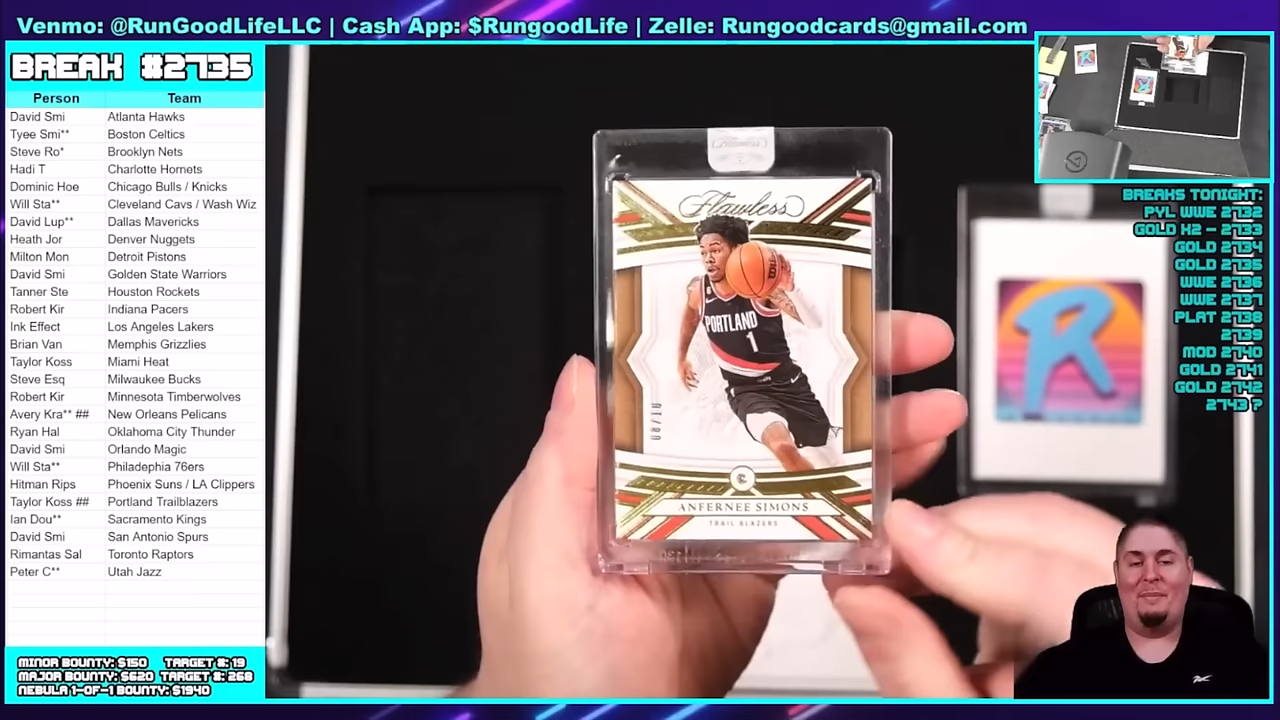 Venmo: @RunGoodLifeLLC | Cash App: $RungoodLife | Zelle: Rungoodcards@gmail.com
BREAK #2735
Person Team
David Smi Atlanta Hawks
Tyee Smi** Boston Celtics
Steve Ro* Brooklyn Nets
Hadi T Charlotte Hornets
Dominic Hoe Chicago Bulls / Knicks
Will Sta** Cleveland Cavs / Wash Wiz
David Lup** Dallas Mavericks
Heath Jor Denver Nuggets
Milton Mon Detroit Pistons
David Smi Golden State Warriors
Tanner Ste Houston Rockets
Robert Kir Indiana Pacers
Ink Effect Los Angeles Lakers
Brian Van Memphis Grizzlies
Taylor Koss Miami Heat
Steve Esq Milwaukee Bucks
Robert Kir Minnesota Timberwolves
Avery Kra** ## New Orleans Pelicans
Ryan Hal Oklahoma City Thunder
David Smi Orlando Magic
Will Sta** Philadephia 76ers
Hitman Rips Phoenix Suns / LA Clippers
Taylor Koss ## Portland Trailblazers
Ian Dou** Sacramento Kings
David Smi San Antonio Spurs
Rimantas Sal Toronto Raptors
Peter C** Utah Jazz
MINOR BOUNTY: $150 TARGET #: 19
MAJOR BOUNTY: $620 TARGET #: 268
NEBULA 1-OF-1 BOUNTY: $1940
Flawless
PORTLAND
1
ANFERNEE SIMONS
TRAIL BLAZERS
R
BREAKS TONIGHT:
PYL WWE 2732
GOLD X2 - 2733
GOLD 2734
GOLD 2735
WWE 2736
WWE 2737
PLAT 2738
2739
MOD 2740
GOLD 2741
GOLD 2742
2743 ?